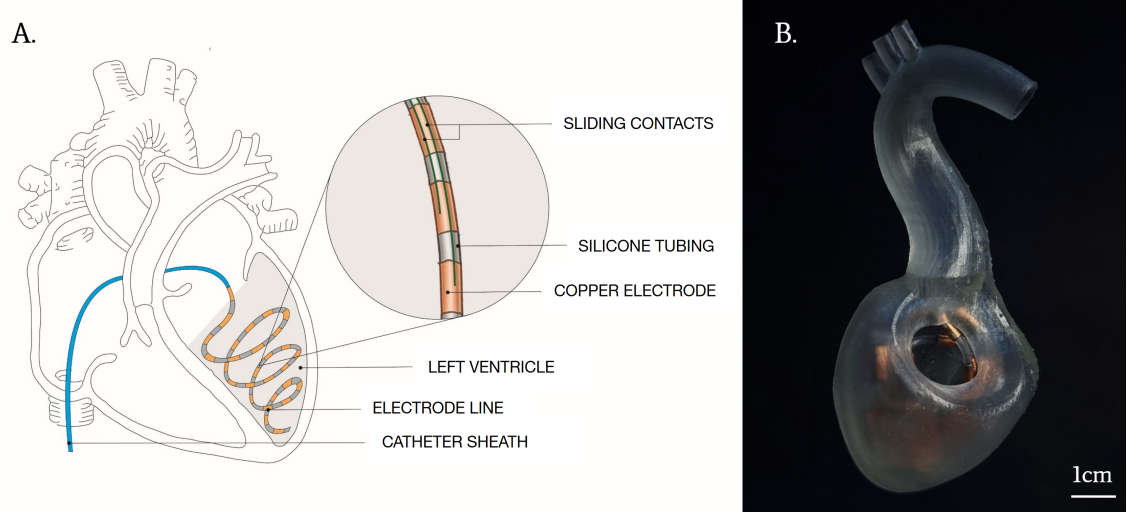 A.
SLIDING CONTACTS
SILICONE TUBING
COPPER ELECTRODE
LEFT VENTRICLE
ELECTRODE LINE
CATHETER SHEATH
B.
1cm